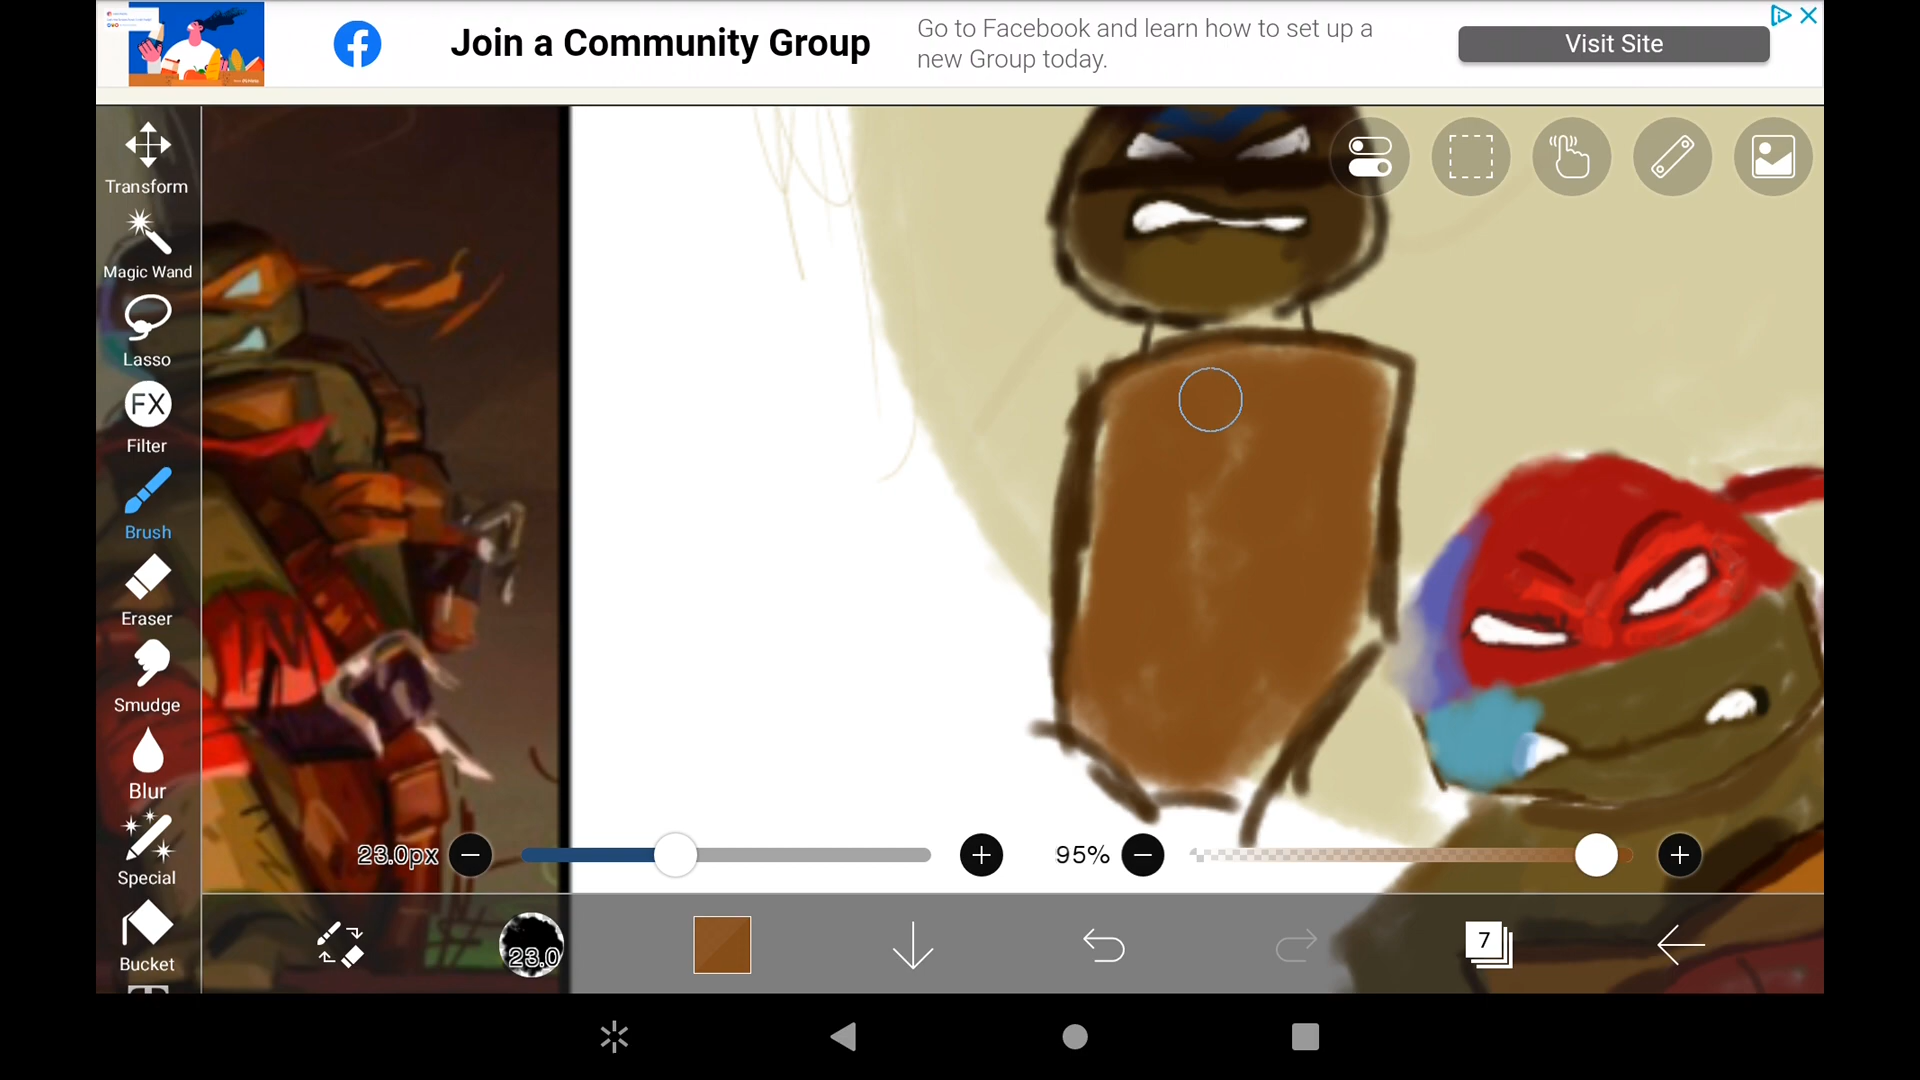 Join a Community Group
Go to Facebook and learn how to set up a
new Group today.
Visit Site
Transform
Magic Wand
Lasso
FX
Filter
Brush
Eraser
Smudge
Blur
Special
Bucket
23.0px
95%
23.0
7